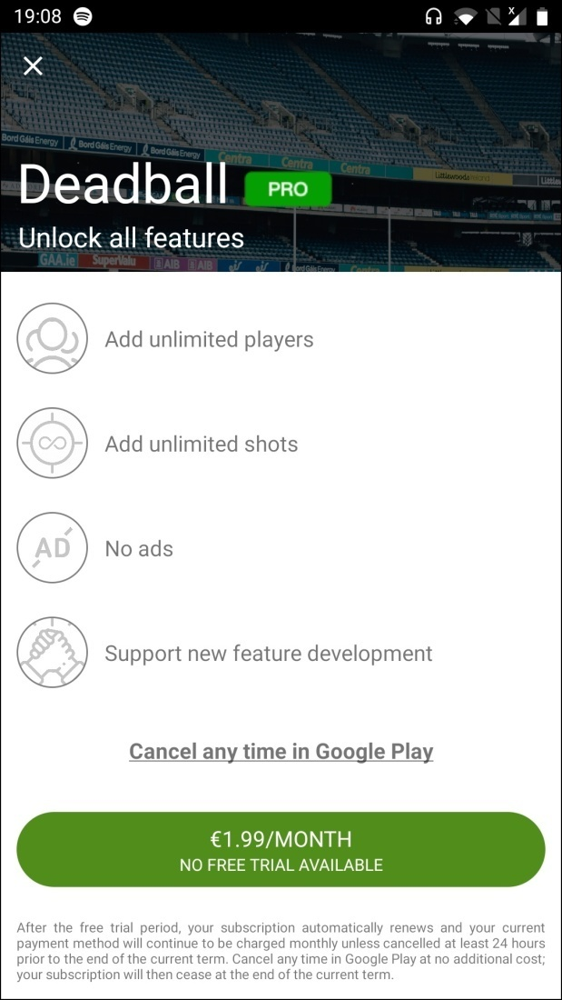 19:08
Bord Gáis Energy
Bord Gáis Energy
Bord Gáis Energy
Centra
Centra
Centra
Littlewoods Ireland
Deadball PRO
Unlock all features
GAA.ie SuperValu AIB AIB
Bord Gáis Energy
Centra
Add unlimited players
Add unlimited shots
AD
No ads
Support new feature development
Cancel any time in Google Play
€1.99/MONTH
NO FREE TRIAL AVAILABLE
After the free trial period, your subscription automatically renews and your current
payment method will continue to be charged monthly unless cancelled at least 24 hours
prior to the end of the current term. Cancel any time in Google Play at no additional cost;
your subscription will then cease at the end of the current term.